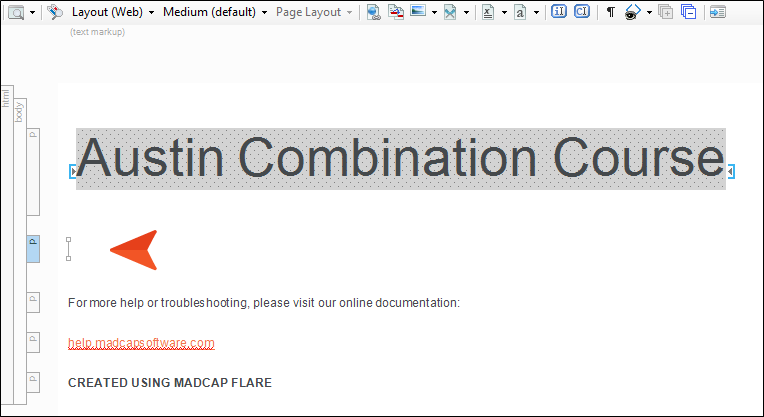 Layout (Web) Medium (default) Page Layout
(text markup)
html
body
p
Austin Combination Course
p
p
For more help or troubleshooting, please visit our online documentation:
p
help.madcapsoftware.com
p
CREATED USING MADCAP FLARE